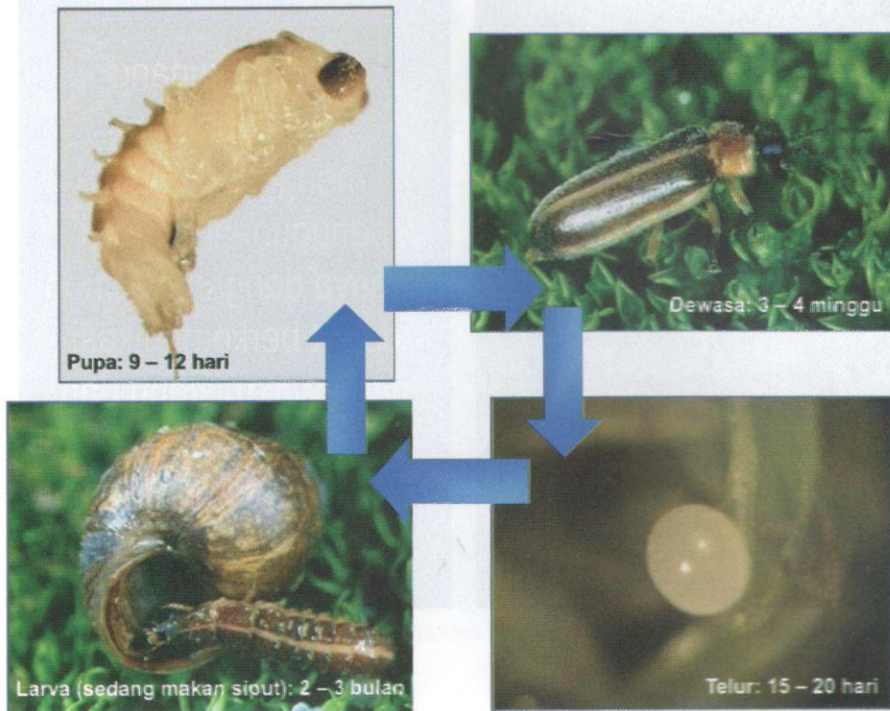 Pupa: 9 – 12 hari
Dewasa: 3 – 4 minggu
Larva (sedang makan siput): 2 – 3 bulan
Telur: 15 – 20 hari